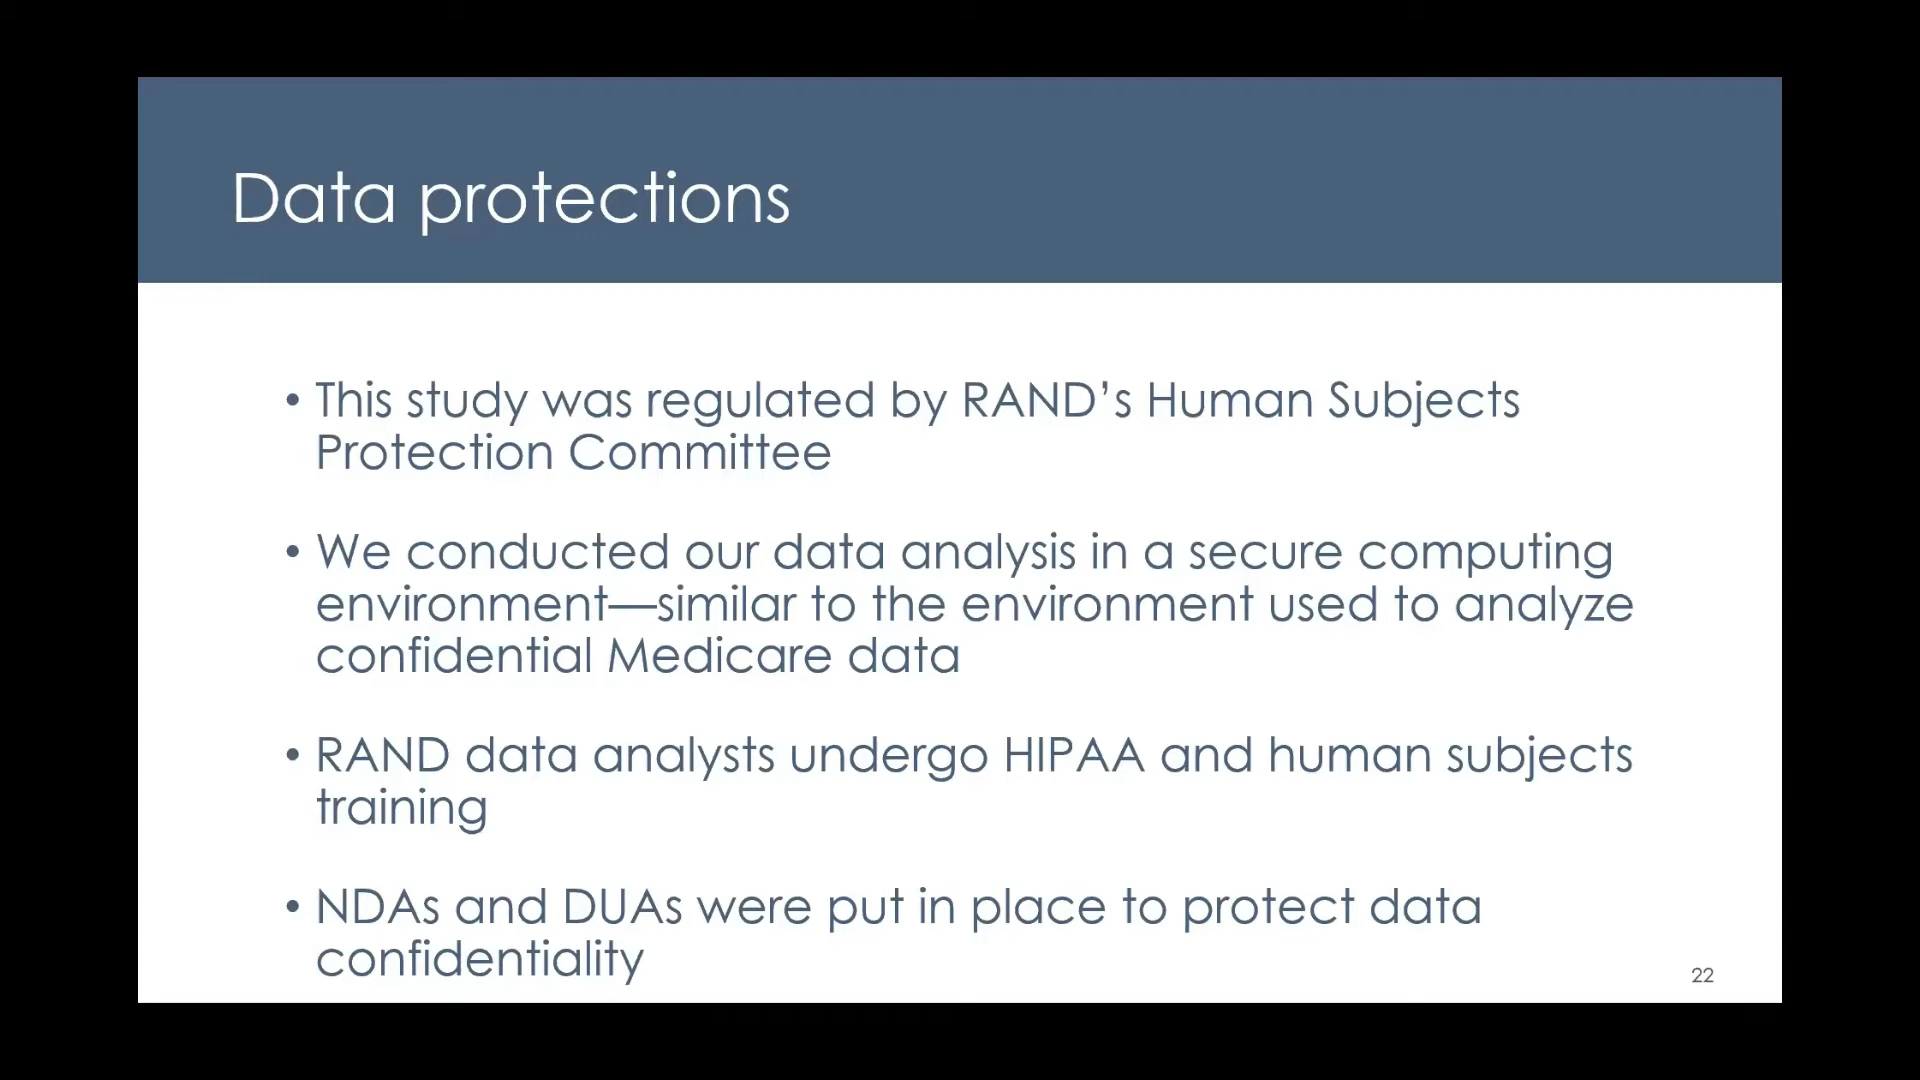 Data protections
• This study was regulated by RAND’s Human Subjects
Protection Committee
• We conducted our data analysis in a secure computing
environment—similar to the environment used to analyze
confidential Medicare data
• RAND data analysts undergo HIPAA and human subjects
training
• NDAs and DUAs were put in place to protect data
confidentiality
22